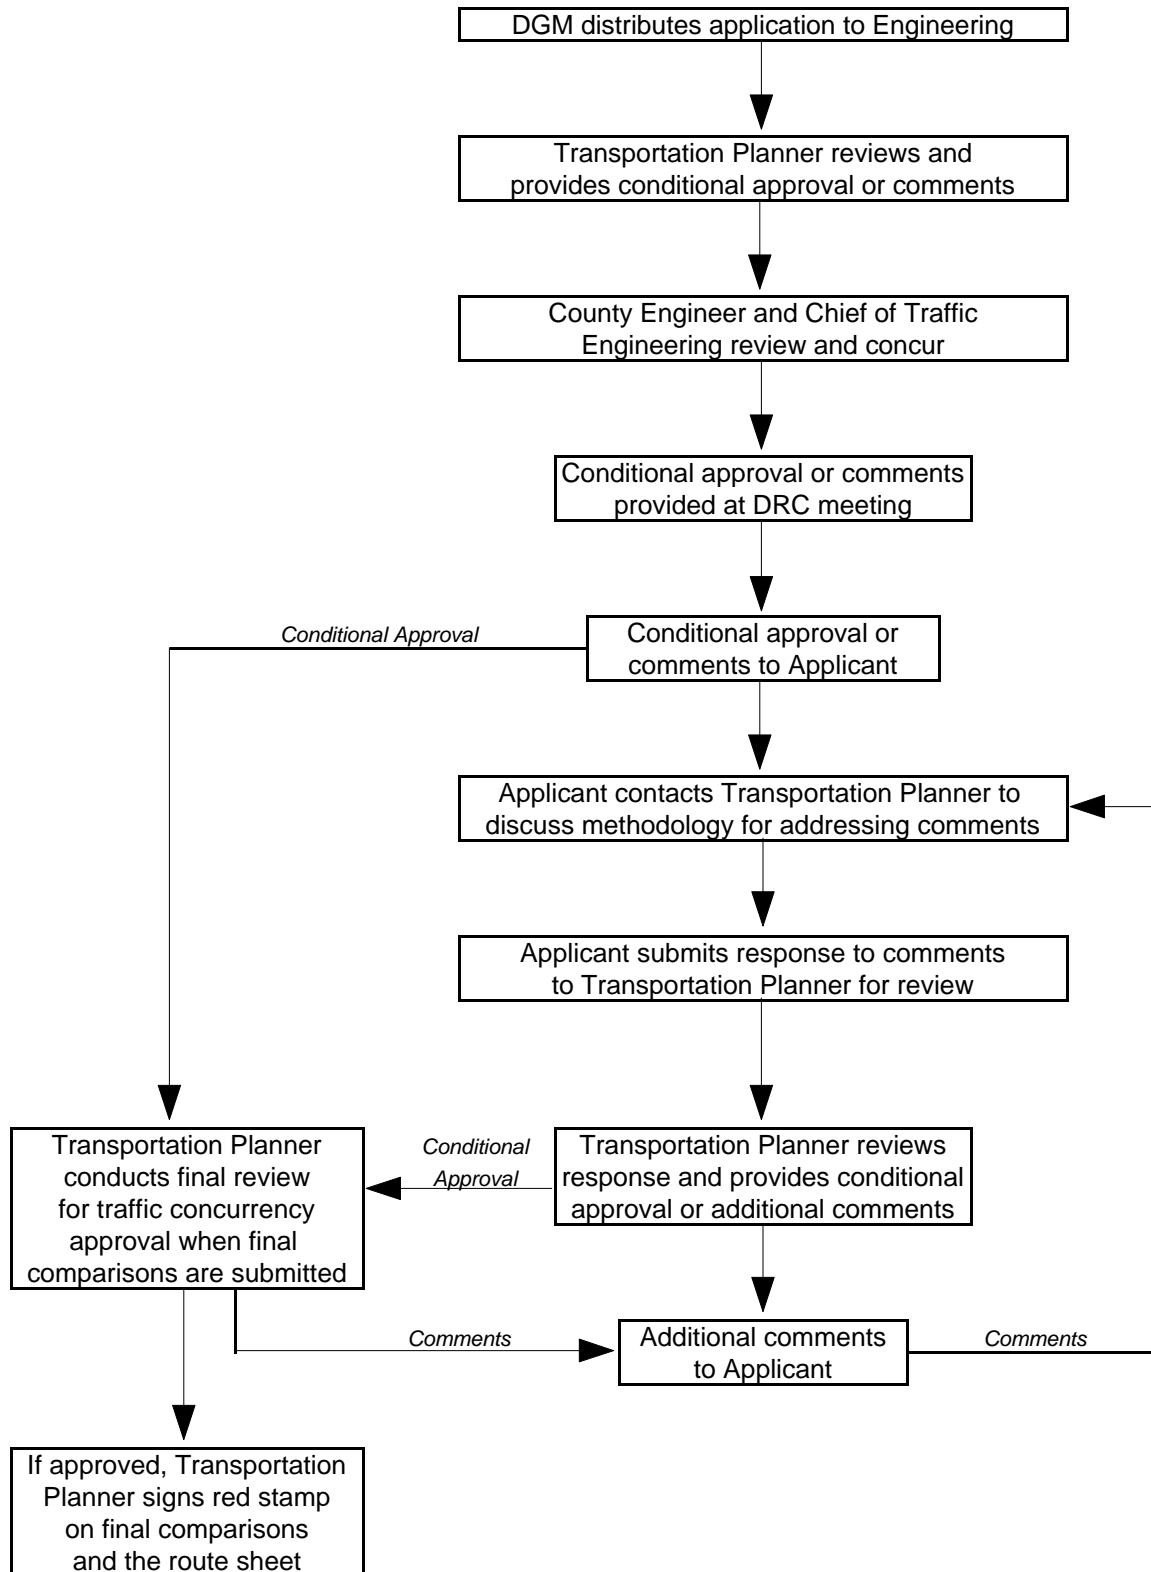 DGM distributes application to Engineering
Transportation Planner reviews and
provides conditional approval or comments
County Engineer and Chief of Traffic
Engineering review and concur
Conditional approval or comments
provided at DRC meeting
Conditional Approval
Conditional approval or
comments to Applicant
Applicant contacts Transportation Planner to
discuss methodology for addressing comments
Applicant submits response to comments
to Transportation Planner for review
Transportation Planner
conducts final review
for traffic concurrency
approval when final
comparisons are submitted
Conditional
Approval
Transportation Planner reviews
response and provides conditional
approval or additional comments
Comments
Additional comments
to Applicant
Comments
If approved, Transportation
Planner signs red stamp
on final comparisons
and the route sheet